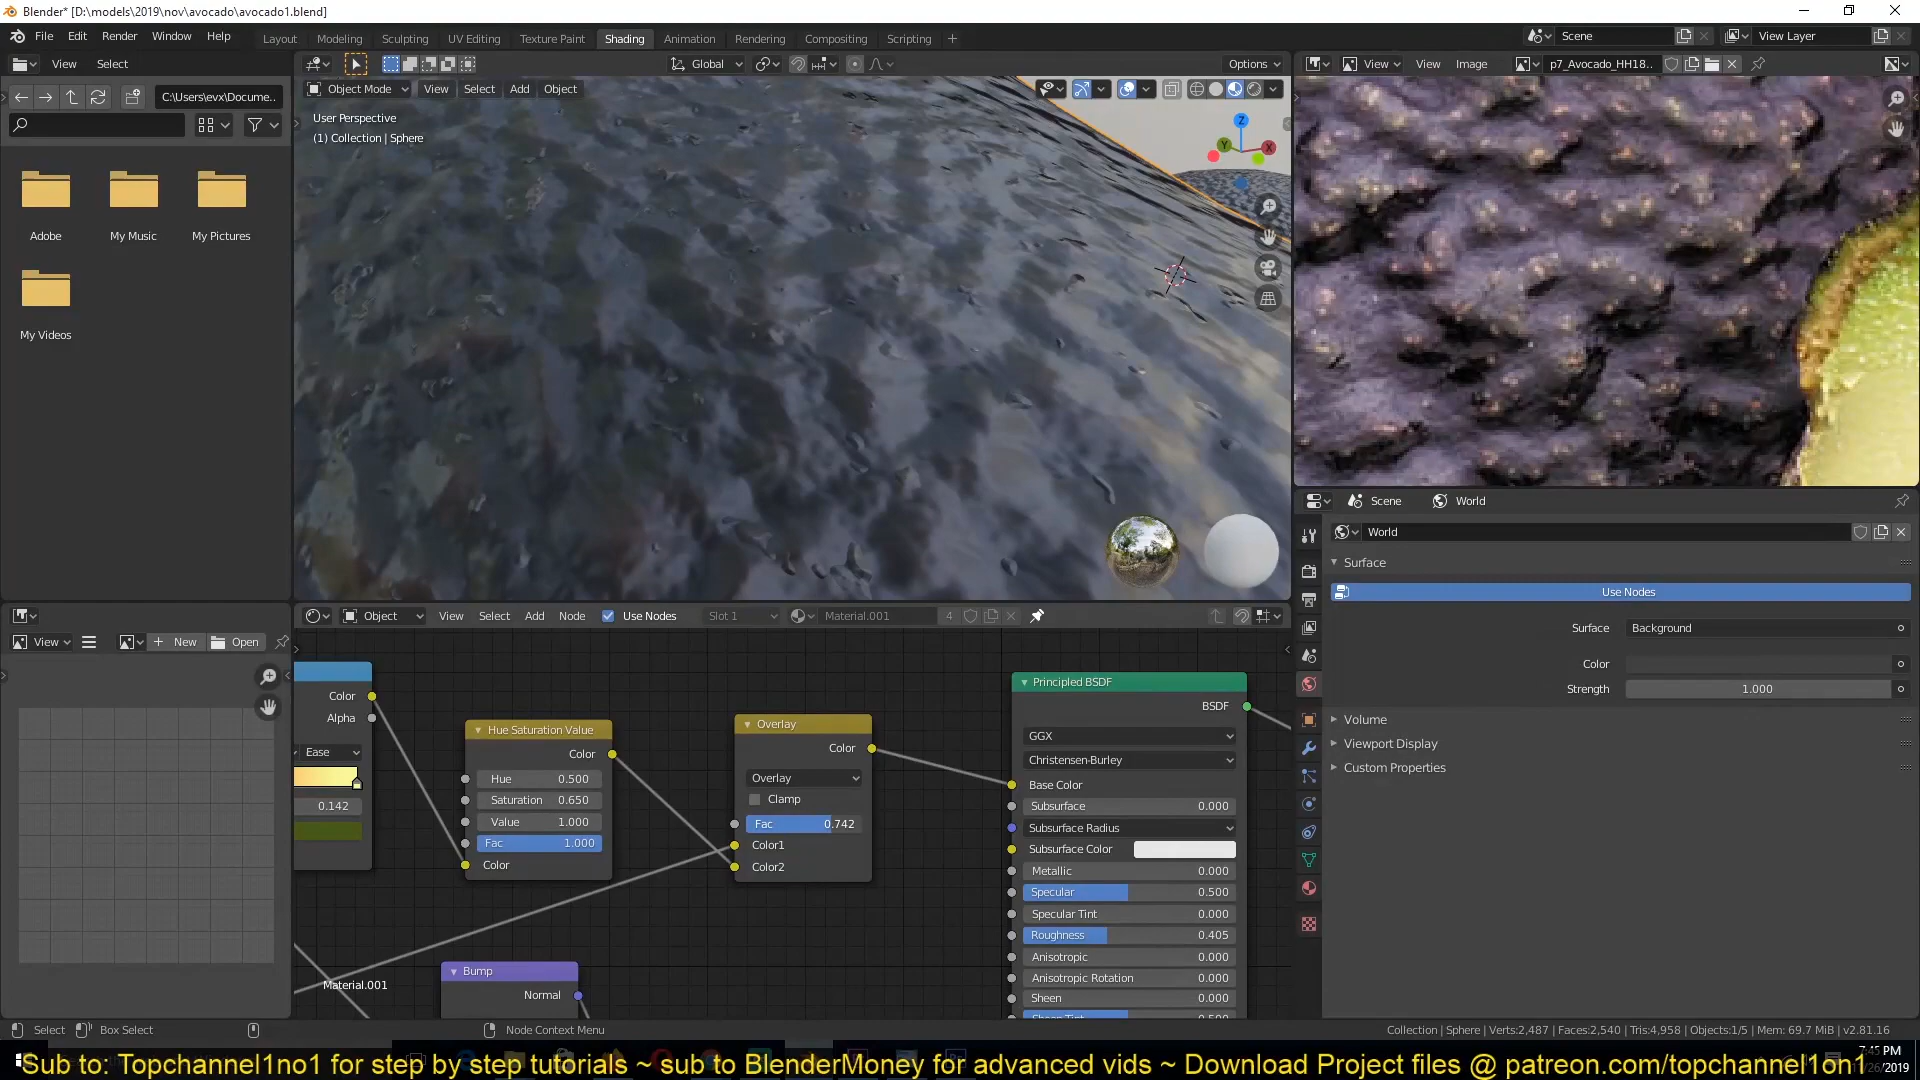 Blender* [D:\models\2019\nov\avocado\avocado1.blend]
File Edit Render Window Help
Layout Modeling Sculpting UV Editing Texture Paint Shading Animation Rendering Compositing Scripting
Scene
View Layer
View Select
Global
Options
View
View Image
p7_Avocado_HH18..
C:\Users\evx\Docume..
Object Mode View Select Add Object
User Perspective
(1) Collection | Sphere
Z
Y
X
Adobe
My Music
My Pictures
My Videos
Scene
World
World
Surface
Use Nodes
Surface
Background
Color
Strength
1.000
Volume
Viewport Display
Custom Properties
View
New
Open
Object View Select Add Node Use Nodes Slot 1 Material.001 4
Color
Alpha
Ease
0.142
Hue Saturation Value
Color
Hue 0.500
Saturation 0.650
Value 1.000
Fac 1.000
Color
Overlay
Color
Overlay
Clamp
Fac 0.742
Color1
Color2
Bump
Normal
Material.001
Principled BSDF
BSDF
GGX
Christensen-Burley
Base Color
Subsurface 0.000
Subsurface Radius
Subsurface Color
Metallic 0.000
Specular 0.500
Specular Tint 0.000
Roughness 0.405
Anisotropic 0.000
Anisotropic Rotation 0.000
Sheen 0.000
Select
Box Select
Node Context Menu
Collection | Sphere | Verts:2,487 | Faces:2,540 | Tris:4,958 | Objects:1/5 | Mem: 69.7 MiB | v2.81.16
Sub to: Topchannel1no1 for step by step tutorials ~ sub to BlenderMoney for advanced vids ~ Download Project files @ patreon.com/topchannel1on1